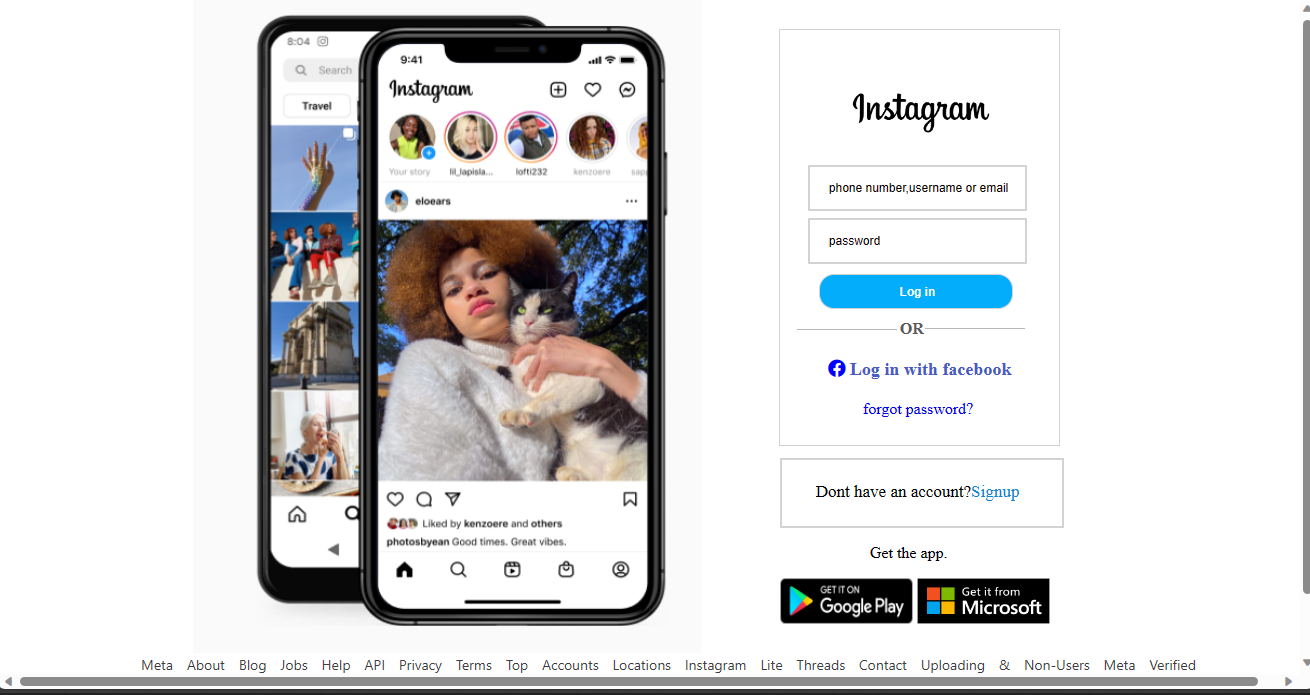 8:04
Search
Travel
9:41
Instagram
Your story
lil_lapisla...
lofti232
kenzoere
sap
eloears
Liked by kenzoere and others
photosbyean Good times. Great vibes.
Instagram
phone number,username or email
password
Log in
OR
Log in with facebook
forgot password?
Dont have an account?Signup
Get the app.
GET IT ON
Google Play
Get it from
Microsoft
Meta About Blog Jobs Help API Privacy Terms Top Accounts Locations Instagram Lite Threads Contact Uploading & Non-Users Meta Verified